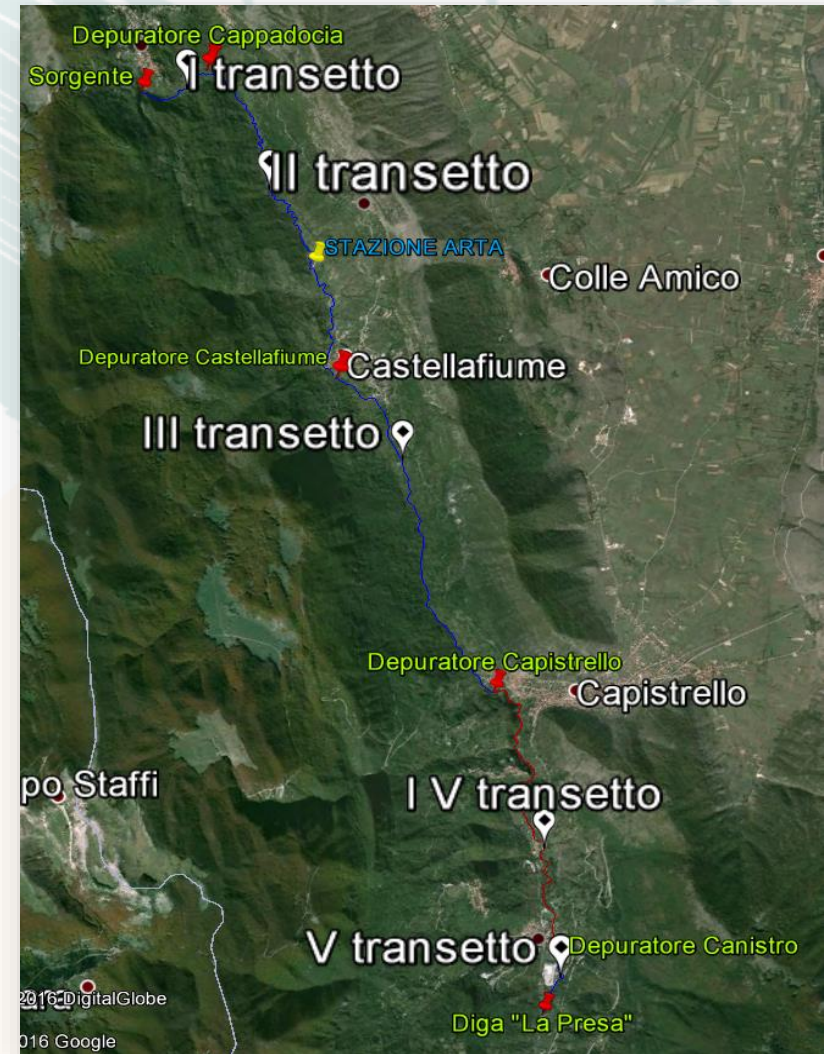 Depuratore Cappadocia
Sorgente
I transetto
II transetto
STAZIONE ARTA
Colle Amico
Depuratore Castellafiume
Castellafiume
III transetto
Depuratore Capistrello
Capistrello
po Staffi
I V transetto
V transetto
Depuratore Canistro
2016 DigitalGlobe
Diga "La Presa"
016 Google